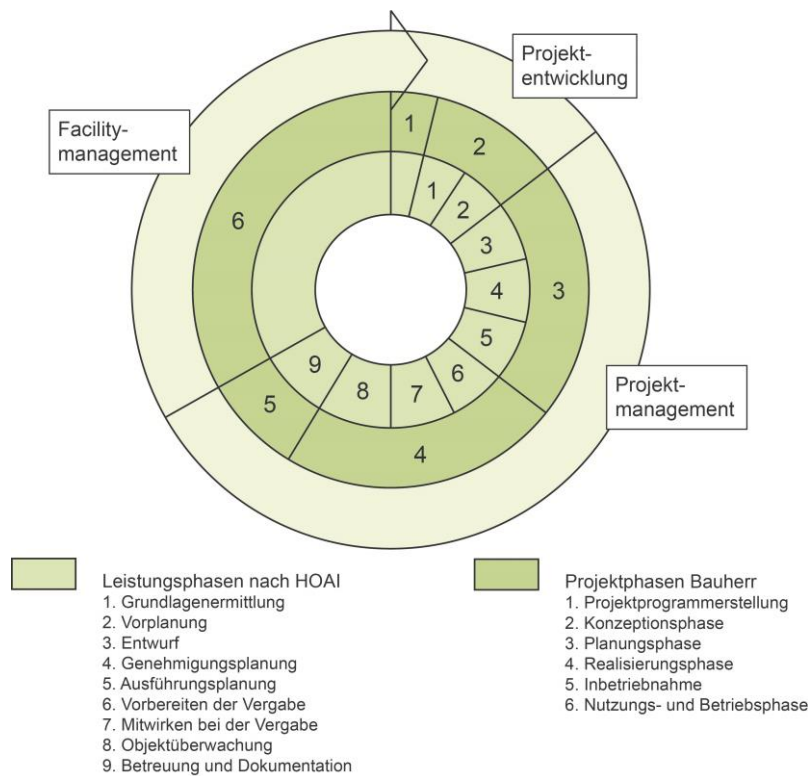 Projekt-
entwicklung
Facility-
management
1
2
6
1
2
3
4
3
5
9
6
8
7
5
Projekt-
management
4
Leistungsphasen nach HOAI
1. Grundlagenermittlung
2. Vorplanung
3. Entwurf
4. Genehmigungsplanung
5. Ausführungsplanung
6. Vorbereiten der Vergabe
7. Mitwirken bei der Vergabe
8. Objektüberwachung
9. Betreuung und Dokumentation
Projektphasen Bauherr
1. Projektprogrammerstellung
2. Konzeptionsphase
3. Planungsphase
4. Realisierungsphase
5. Inbetriebnahme
6. Nutzungs- und Betriebsphase